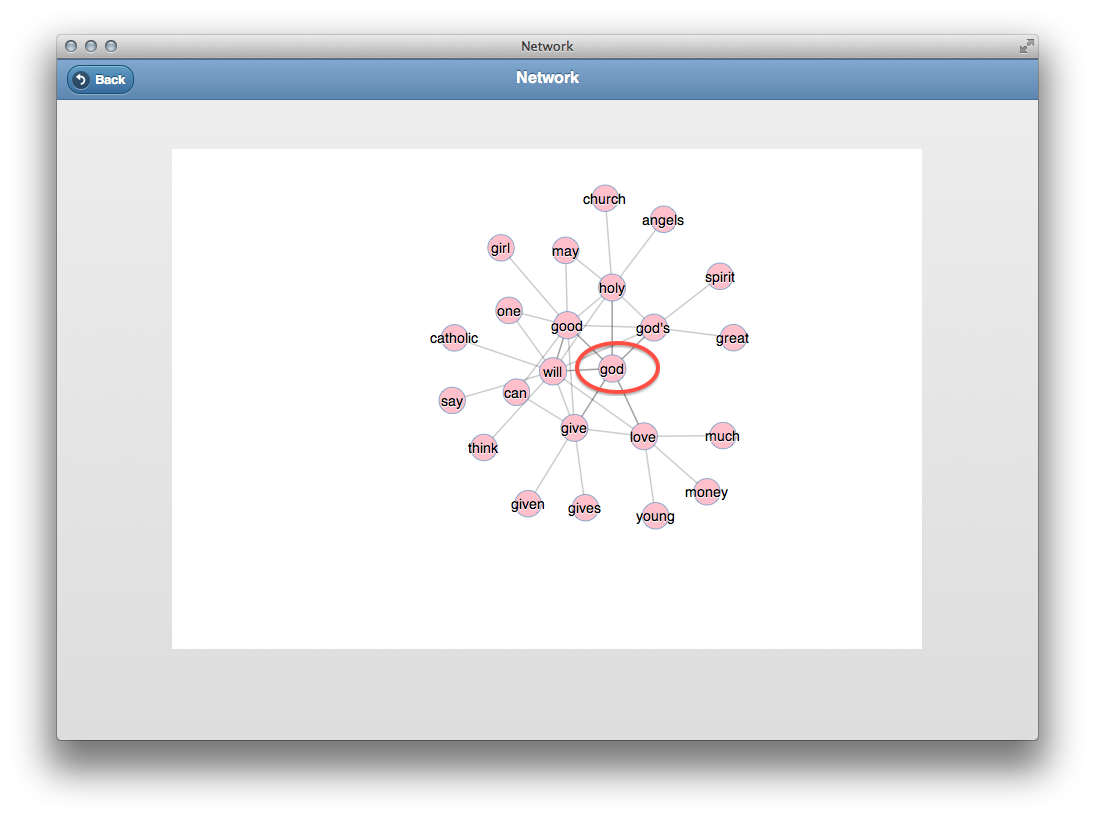 Network
Back
Network
church
angels
girl
may
spirit
holy
one
good
god's
catholic
great
will
god
can
say
give
love
much
think
money
given
gives
young